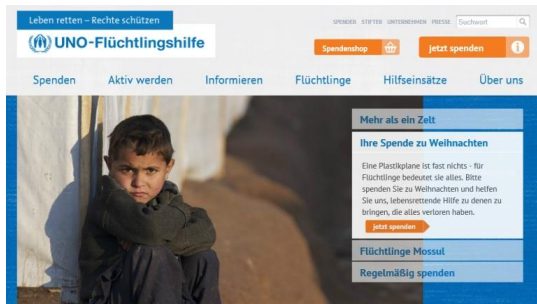 Leben retten – Rechte schützen
SPENDER STIFTER UNTERNEHMEN PRESSE Suchwort
UNO-Flüchtlingshilfe
Spendenshop
jetzt spenden
Spenden Aktiv werden Informieren Flüchtlinge Hilfseinsätze Über uns
Mehr als ein Zelt
Ihre Spende zu Weihnachten
Eine Plastikplane ist fast nichts - für
Flüchtlinge bedeutet sie alles. Bitte
spenden Sie zu Weihnachten und helfen
Sie uns, lebensrettende Hilfe zu denen zu
bringen, die alles verloren haben.
jetzt spenden
Flüchtlinge Mossul
Regelmäßig spenden